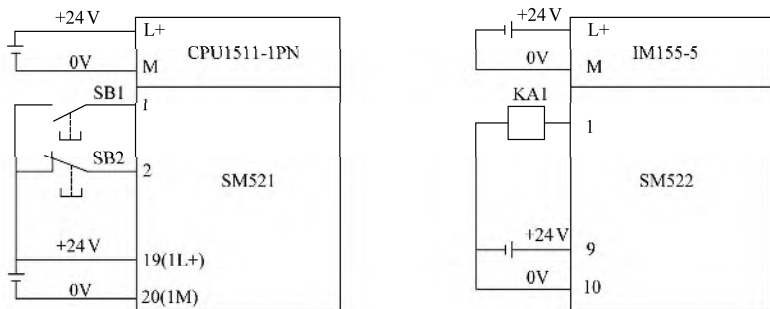 +24V
L+
CPU1511-1PN
0V
M
SB1
1
SB2
2
SM521
+24V
19(1L+)
0V
20(1M)
+24V
L+
IM155-5
0V
M
KA1
1
SM522
+24V
9
0V
10